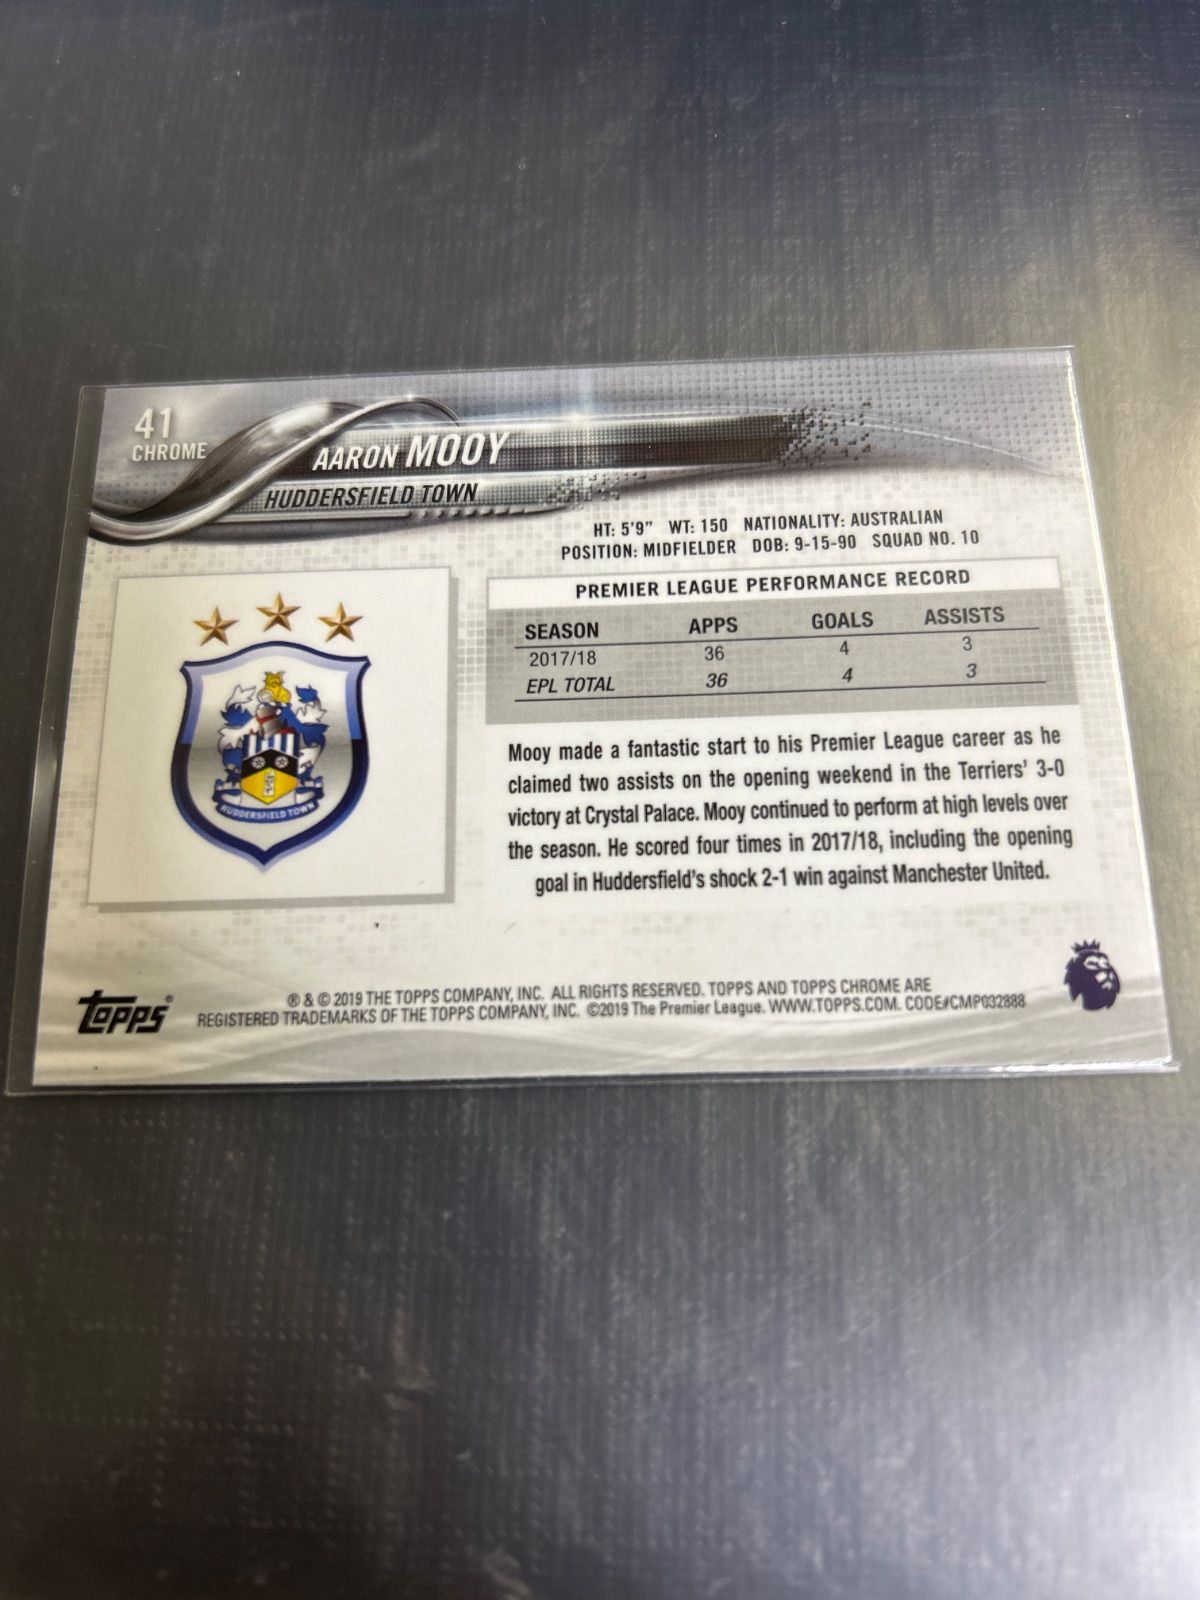 41
CHROME
AARON MOOY
HUDDERSFIELD TOWN
HT: 5'9" WT: 150 NATIONALITY: AUSTRALIAN
POSITION: MIDFIELDER DOB: 9-15-90 SQUAD NO. 10
PREMIER LEAGUE PERFORMANCE RECORD
SEASON APPS GOALS ASSISTS
2017/18 36 4 3
EPL TOTAL 36 4 3
HUDDERSFIELD TOWN
Mooy made a fantastic start to his Premier League career as he
claimed two assists on the opening weekend in the Terriers' 3-0
victory at Crystal Palace. Mooy continued to perform at high levels over
the season. He scored four times in 2017/18, including the opening
goal in Huddersfield's shock 2-1 win against Manchester United.
Topps®
® & © 2019 THE TOPPS COMPANY, INC. ALL RIGHTS RESERVED. TOPPS AND TOPPS CHROME ARE
REGISTERED TRADEMARKS OF THE TOPPS COMPANY, INC. ©2019 The Premier League. WWW.TOPPS.COM. CODE#CMP032888